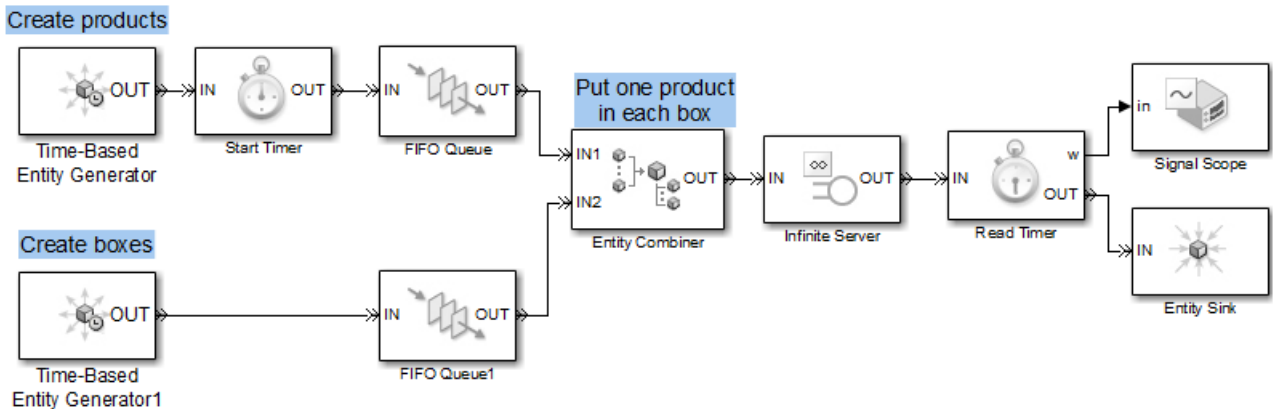 Create products
OUT
Time-Based
Entity Generator
IN OUT
Start Timer
IN OUT
FIFO Queue
Put one product
in each box
IN1
IN2
OUT
Entity Combiner
IN OUT
Infinite Server
IN
w
OUT
Read Timer
in
Signal Scope
IN
Entity Sink
Create boxes
OUT
Time-Based
Entity Generator1
IN OUT
FIFO Queue1